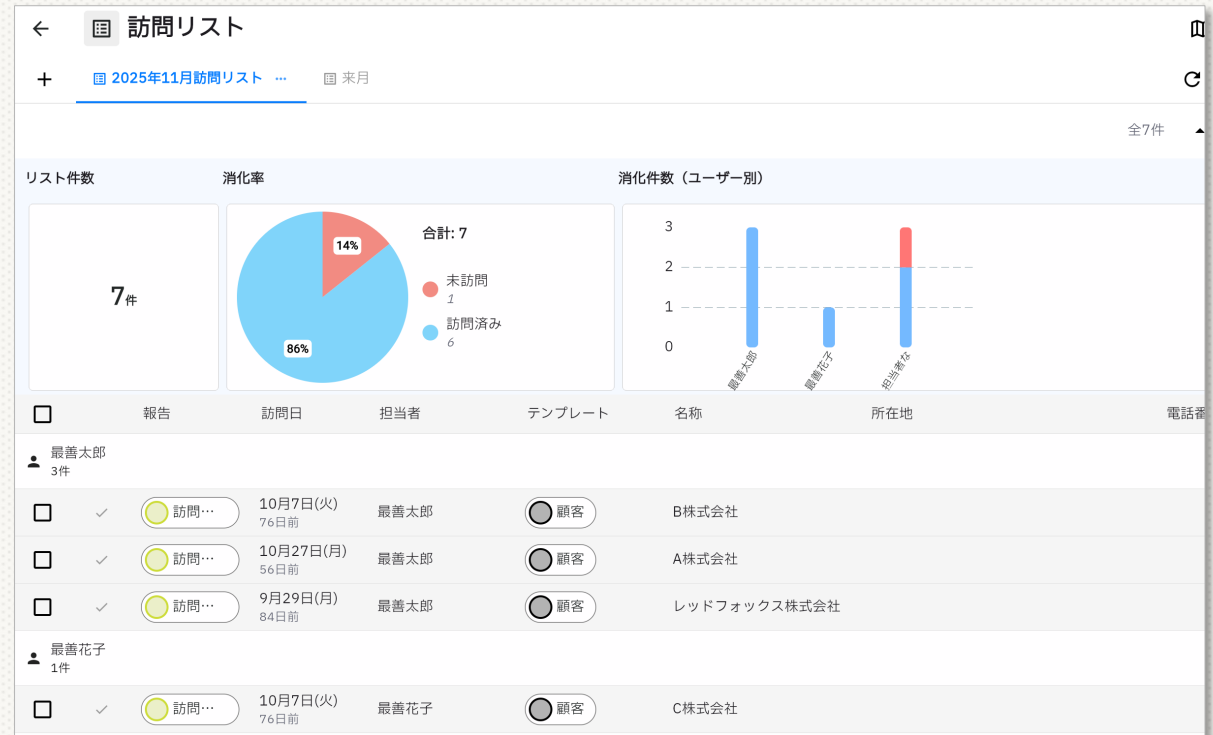 訪問リスト
2025年11月訪問リスト … 来月
全7件
リスト件数 消化率 消化件数（ユーザー別）
7件
14%
86%
合計: 7
未訪問
1
訪問済み
6
3
2
1
0
最善太郎 最善花子 担当者な
報告 訪問日 担当者 テンプレート 名称 所在地 電話番
最善太郎
3件
訪問… 10月7日(火) 最善太郎 顧客 B株式会社
76日前
訪問… 10月27日(月) 最善太郎 顧客 A株式会社
56日前
訪問… 9月29日(月) 最善太郎 顧客 レッドフォックス株式会社
84日前
最善花子
1件
訪問… 10月7日(火) 最善花子 顧客 C株式会社
76日前